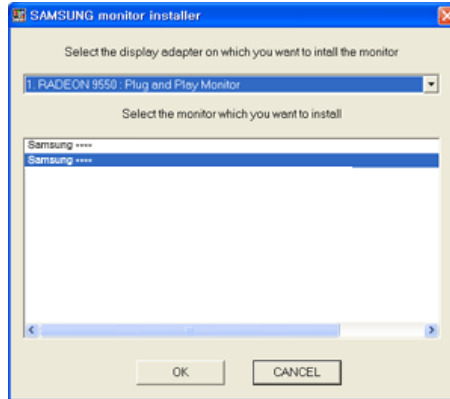 SAMSUNG monitor installer
Select the display adapter on which you want to intall the monitor
1. RADEON 9550 : Plug and Play Monitor
Select the monitor which you want to install
Samsung ----
Samsung ----
OK
CANCEL